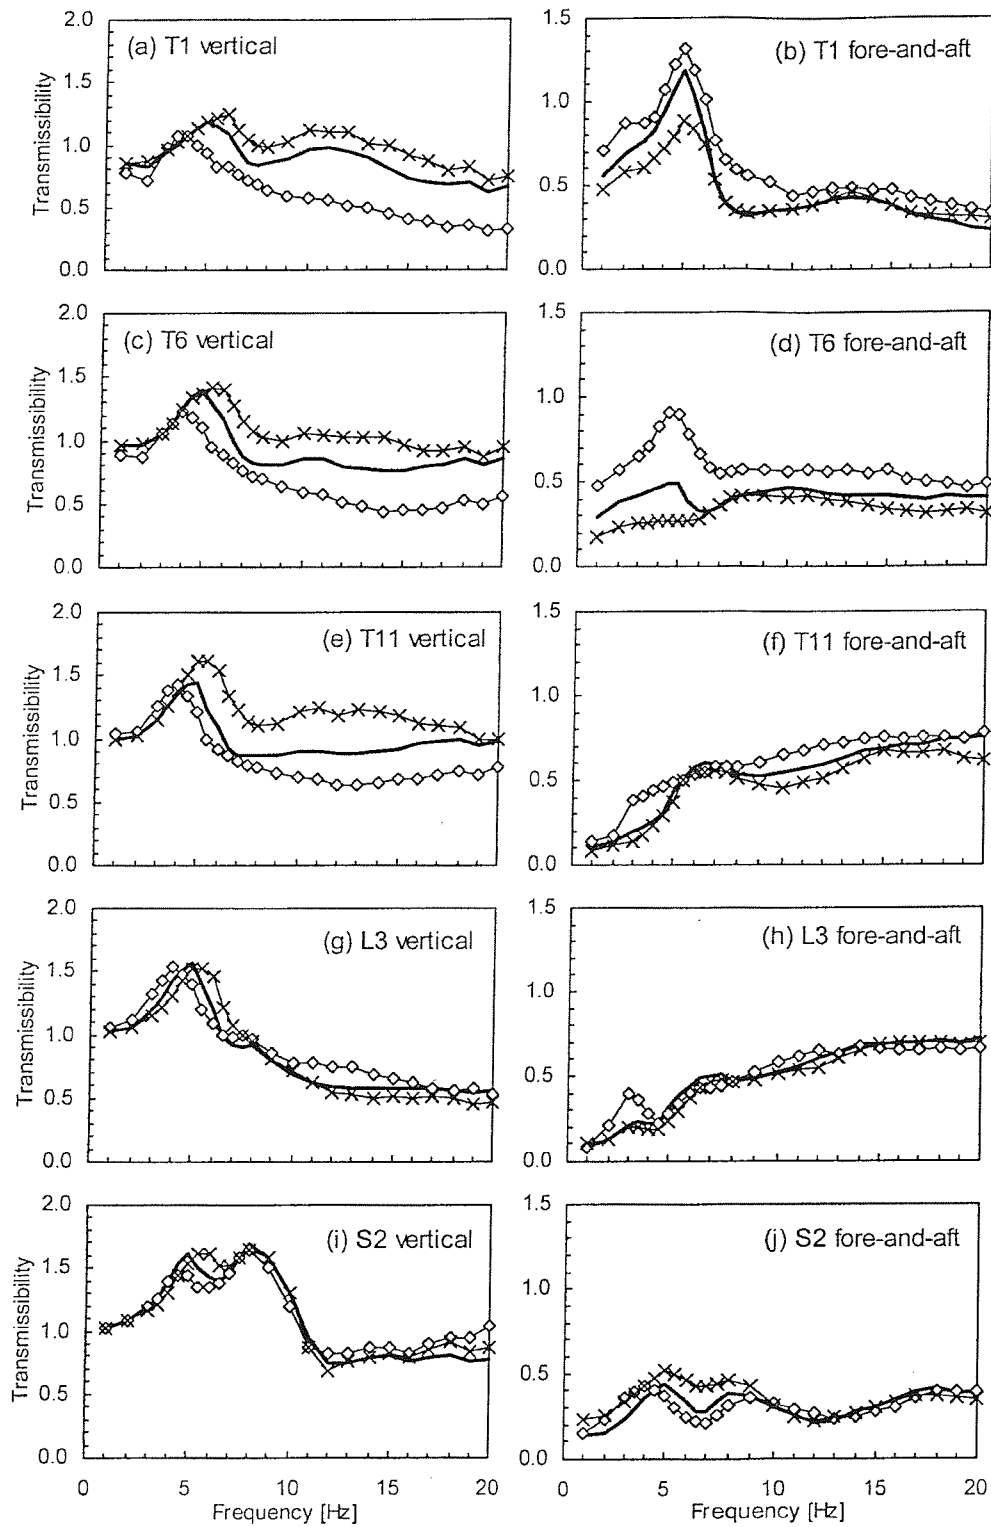 2.0
(a) T1 vertical
1.5
1.0
0.5
0.0
Transmissibility
1.5
(b) T1 fore-and-aft
1.0
0.5
0.0
2.0
(c) T6 vertical
1.5
1.0
0.5
0.0
Transmissibility
1.5
(d) T6 fore-and-aft
1.0
0.5
0.0
2.0
(e) T11 vertical
1.5
1.0
0.5
0.0
Transmissibility
1.5
(f) T11 fore-and-aft
1.0
0.5
0.0
2.0
(g) L3 vertical
1.5
1.0
0.5
0.0
Transmissibility
1.5
(h) L3 fore-and-aft
1.0
0.5
0.0
2.0
(i) S2 vertical
1.5
1.0
0.5
0.0
Transmissibility
0 5 10 15 20
Frequency [Hz]
1.5
(j) S2 fore-and-aft
1.0
0.5
0.0
0 5 10 15 20
Frequency [Hz]